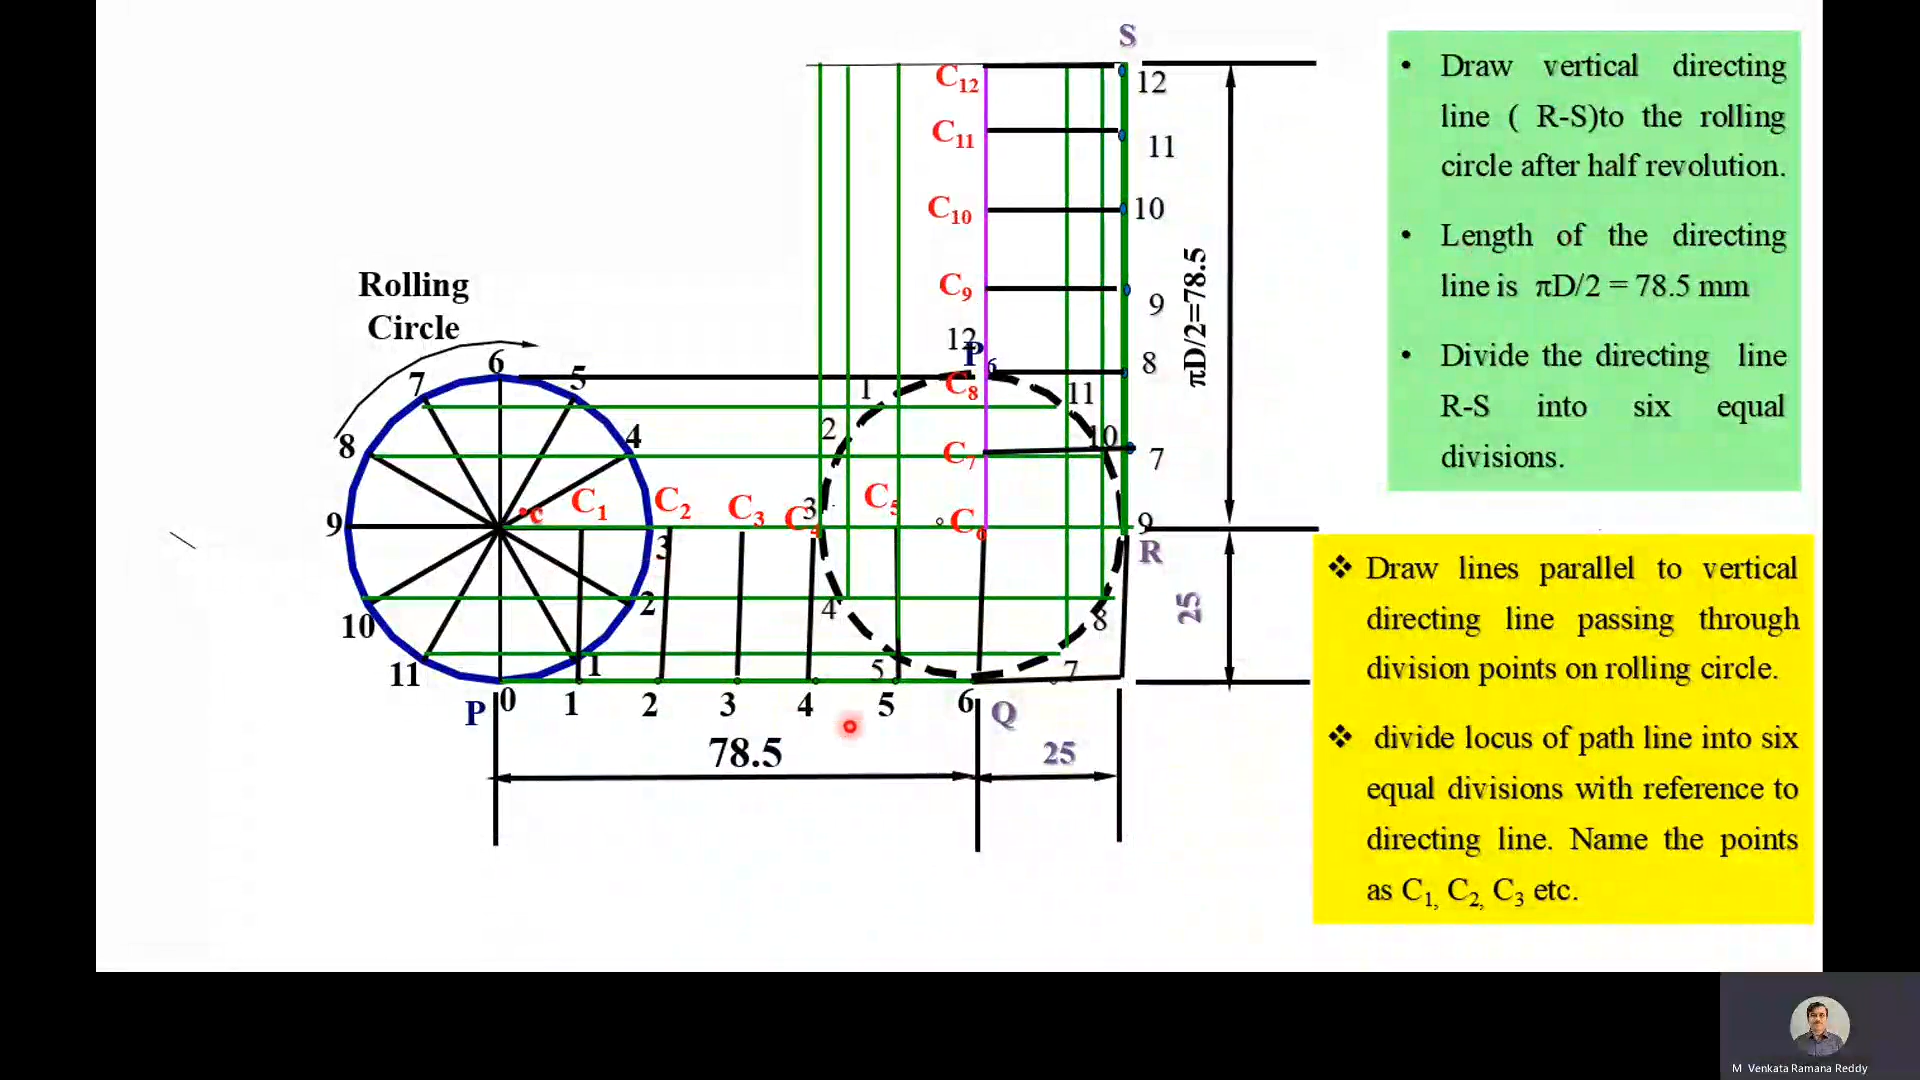 S
C12
12
C11
11
C10
10
πD/2=78.5
C9
9
12
P6
8
Rolling
Circle
6
7
5
C8
1
11
8
4
2
10
C7
7
c
C1
C2
C3
C4
3
C5
C6
9
9
3
R
25
10
2
4
8
11
1
5
7
P
0
1
2
3
4
5
6
Q
78.5
25
• Draw vertical directing
line ( R-S)to the rolling
circle after half revolution.
• Length of the directing
line is πD/2 = 78.5 mm
• Divide the directing line
R-S into six equal
divisions.
❖ Draw lines parallel to vertical
directing line passing through
division points on rolling circle.
❖ divide locus of path line into six
equal divisions with reference to
directing line. Name the points
as C1, C2, C3 etc.
M Venkata Ramana Reddy